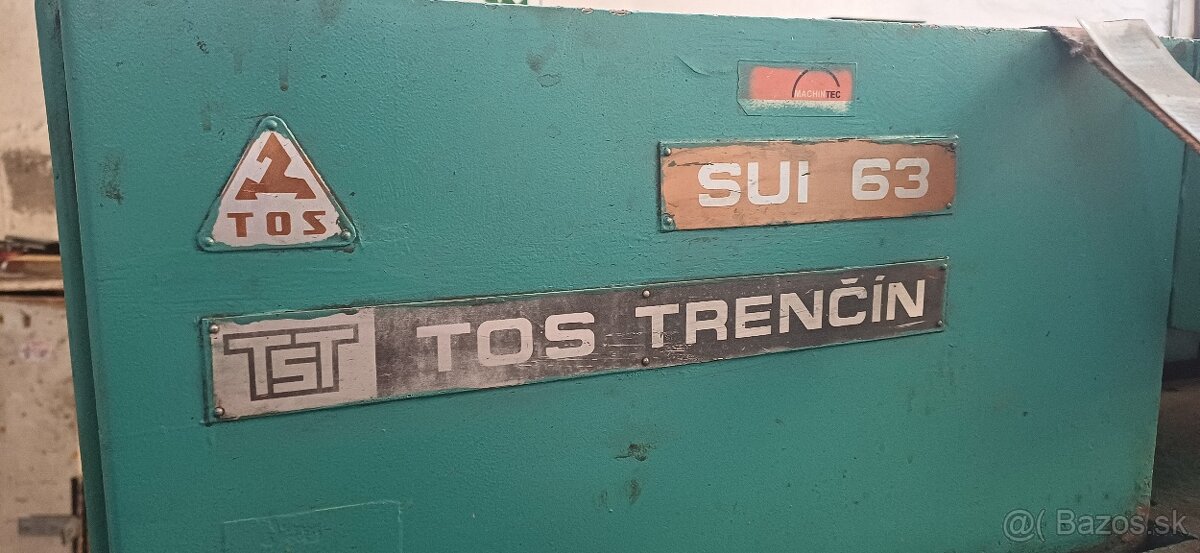 MACHINTEC
SUI 63
TOS
TST TOS TRENČÍN
@( Bazos.sk